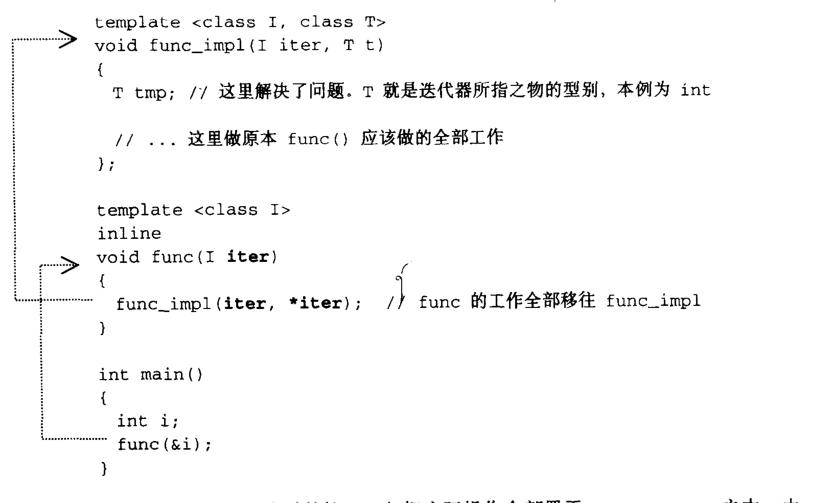 template <class I, class T>
void func_impl(I iter, T t)
{
T tmp; // 这里解决了问题。T 就是迭代器所指之物的型别，本例为 int
// ... 这里做原本 func() 应该做的全部工作
};
template <class I>
inline
void func(I iter)
{
func_impl(iter, *iter); // func 的工作全部移往 func_impl
}
int main()
{
int i;
func(&i);
}